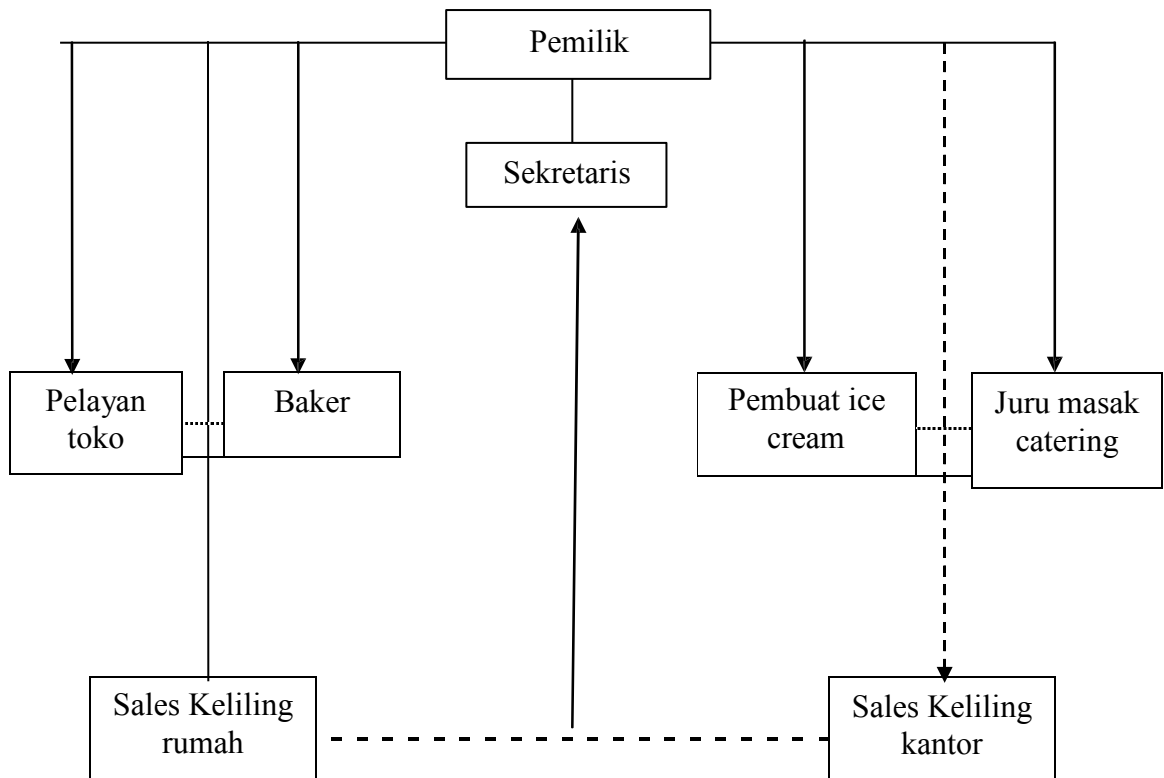 Pemilik
Sekretaris
Pelayan
toko
Baker
Pembuat ice
cream
Juru masak
catering
Sales Keliling
rumah
Sales Keliling
kantor